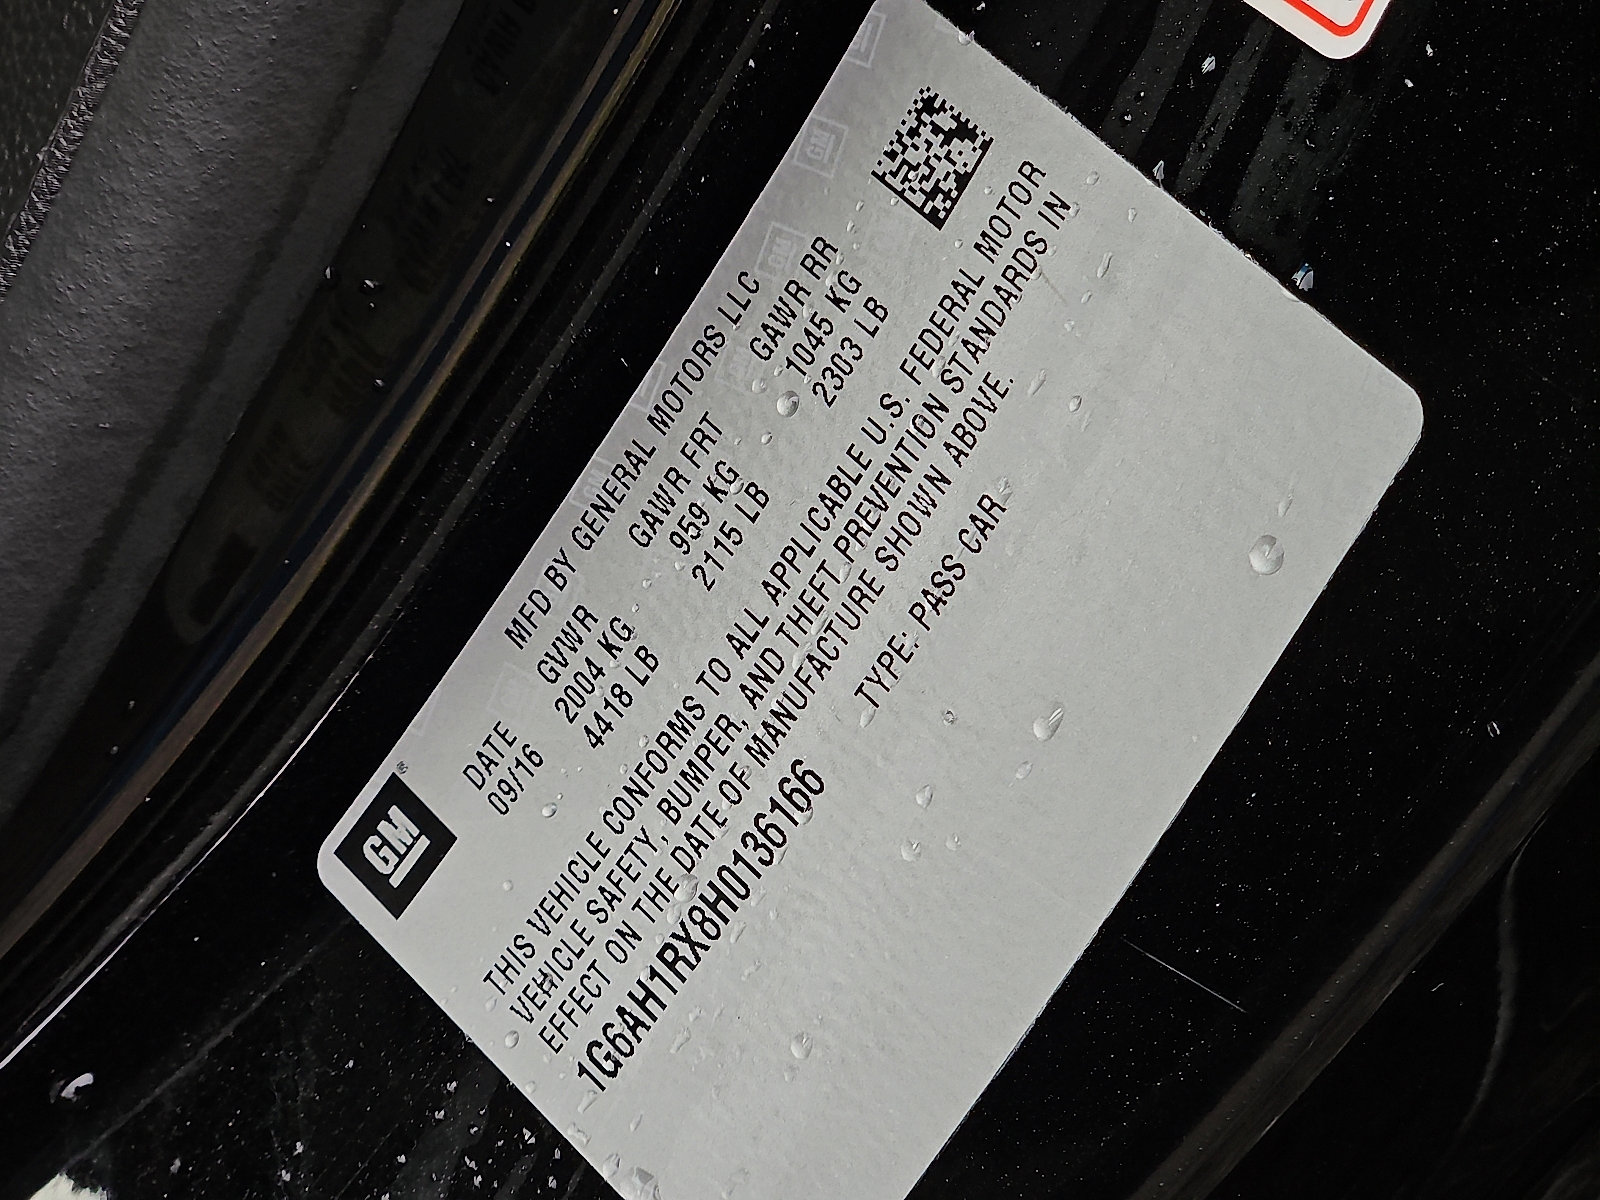 GM
MFD BY GENERAL MOTORS LLC
DATE GVWR GAWR FRT GAWR RR
09/16 2004 KG 959 KG 1045 KG
4418 LB 2115 LB 2303 LB
THIS VEHICLE CONFORMS TO ALL APPLICABLE U.S. FEDERAL MOTOR
VEHICLE SAFETY, BUMPER, AND THEFT PREVENTION STANDARDS IN
EFFECT ON THE DATE OF MANUFACTURE SHOWN ABOVE.
1G6AH1RX8H0136166 TYPE: PASS CAR